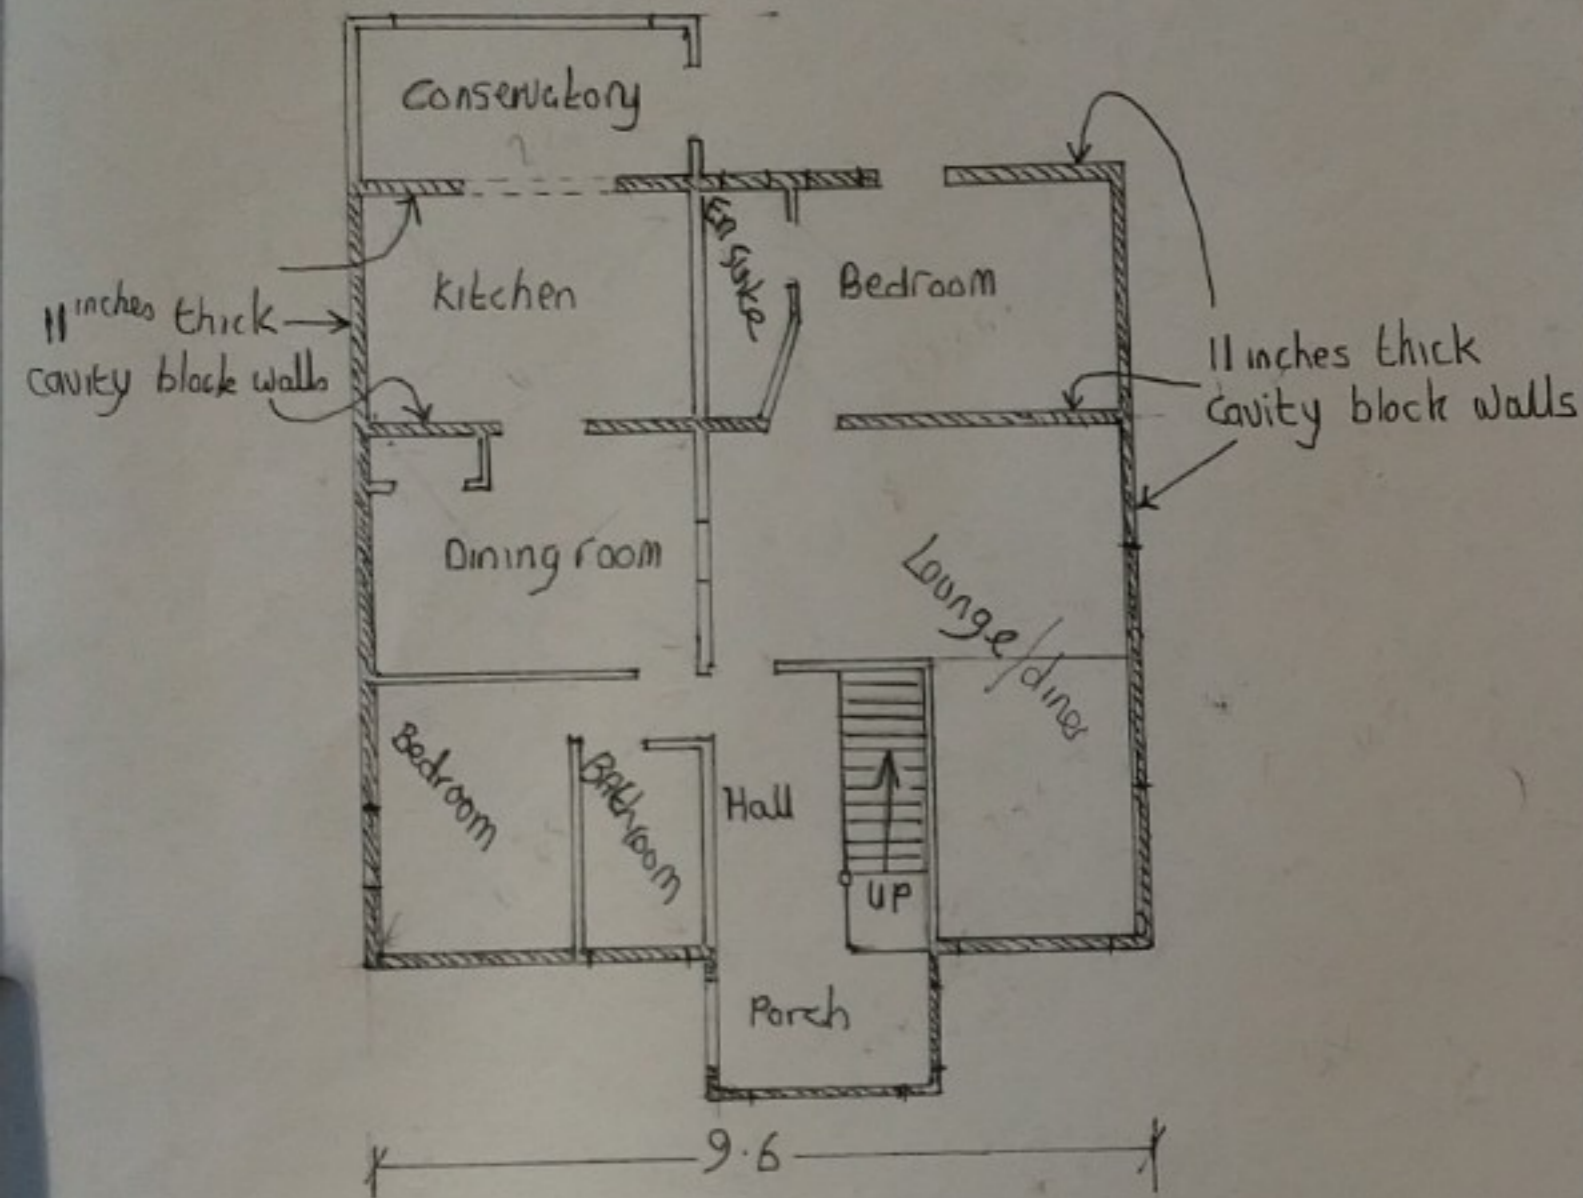 Conservatory
?
En suite
Kitchen
Bedroom
11 inches thick
cavity block walls
11 inches thick
cavity block walls
Dining room
Lounge/diner
Bedroom
BAthroom
Hall
UP
Porch
9.6